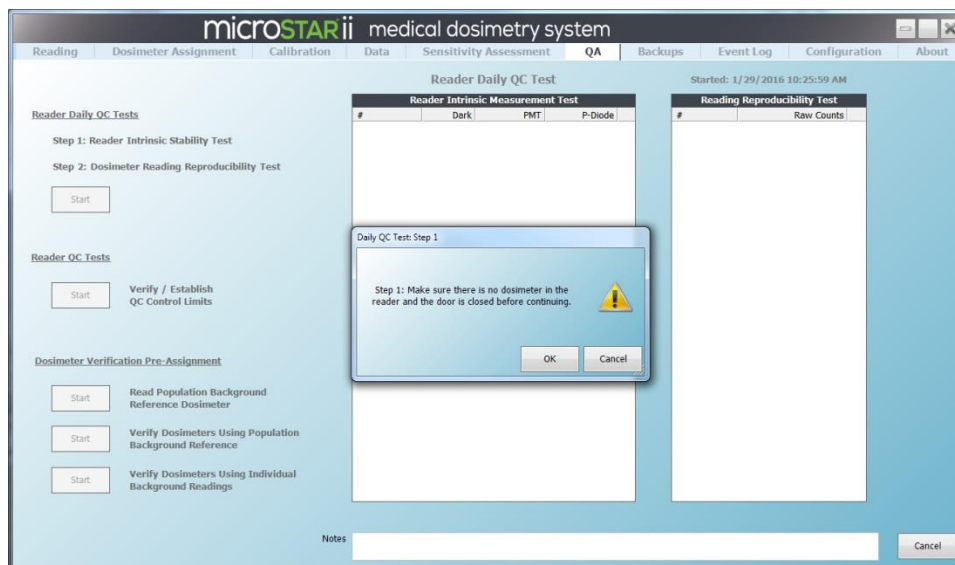 microSTARii medical dosimetry system
Reading Dosimeter Assignment Calibration Data Sensitivity Assessment QA Backups Event Log Configuration About
Reader Daily QC Test
Started: 1/29/2016 10:25:59 AM
Reader Daily QC Tests
Step 1: Reader Intrinsic Stability Test
Step 2: Dosimeter Reading Reproducibility Test
Start
Reader QC Tests
Start
Verify / Establish
QC Control Limits
Dosimeter Verification Pre-Assignment
Start
Read Population Background
Reference Dosimeter
Start
Verify Dosimeters Using Population
Background Reference
Start
Verify Dosimeters Using Individual
Background Readings
Reader Intrinsic Measurement Test
# Dark PMT P-Diode
Reading Reproducibility Test
# Raw Counts
Daily QC Test: Step 1
Step 1: Make sure there is no dosimeter in the
reader and the door is closed before continuing.
OK Cancel
Notes
Cancel